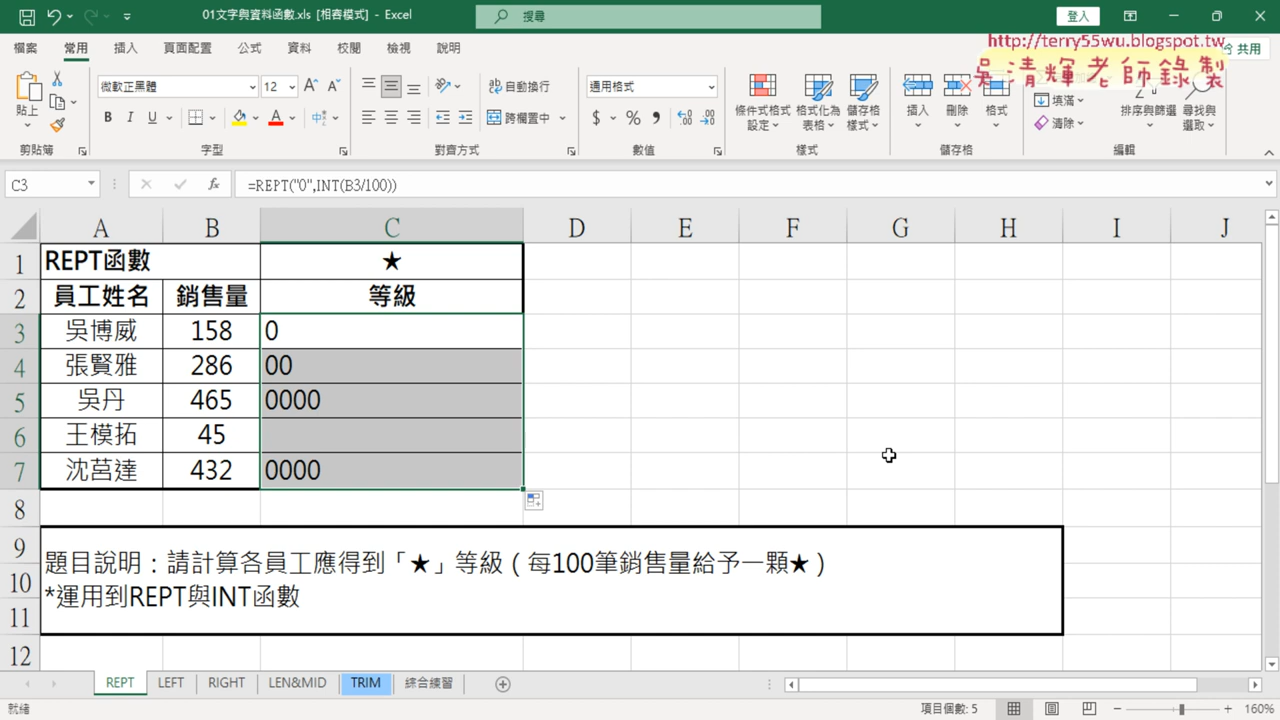 01文字與資料函數.xls [相容模式] - Excel
搜尋
登入
http://terry55wu.blogspot.tw
吳清輝老師錄製
檔案 常用 插入 頁面配置 公式 資料 校閱 檢視 說明 共用
貼上
微軟正黑體 12
B I U
自動換行
跨欄置中
通用格式
$ %
條件式格式設定
格式化為表格
儲存格樣式
插入 刪除 格式
填滿
清除
排序與篩選
尋找與選取
剪貼簿 字型 對齊方式 數值 樣式 儲存格 編輯
C3 fx =REPT("0",INT(B3/100))
A B C D E F G H I J
1 REPT函數 ★
2 員工姓名 銷售量 等級
3 吳博威 158 0
4 張賢雅 286 00
5 吳丹 465 0000
6 王模拓 45
7 沈莒達 432 0000
8
9
10
11
12
題目說明：請計算各員工應得到「★」等級（每100筆銷售量給予一顆★）
*運用到REPT與INT函數
REPT LEFT RIGHT LEN&MID TRIM 綜合練習
就緒 項目個數: 5 160%